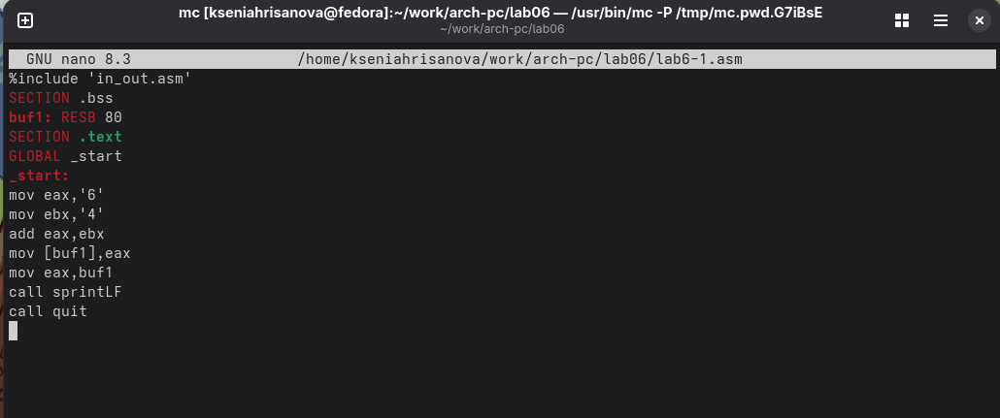 mc [kseniahrisanova@fedora]:~/work/arch-pc/lab06 — /usr/bin/mc -P /tmp/mc.pwd.G7iBsE
~/work/arch-pc/lab06
GNU nano 8.3 /home/kseniahrisanova/work/arch-pc/lab06/lab6-1.asm
%include 'in_out.asm'
SECTION .bss
buf1: RESB 80
SECTION .text
GLOBAL _start
_start:
mov eax,'6'
mov ebx,'4'
add eax,ebx
mov [buf1],eax
mov eax,buf1
call sprintLF
call quit